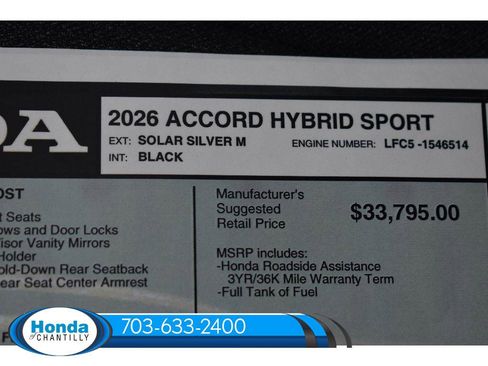 DA
2026 ACCORD HYBRID SPORT
EXT: SOLAR SILVER M ENGINE NUMBER: LFC5 -1546514
INT: BLACK
OST
t Seats
ows and Door Locks
isor Vanity Mirrors
Holder
old-Down Rear Seatback
ear Seat Center Armrest
Manufacturer's
Suggested
Retail Price
$33,795.00
MSRP includes:
-Honda Roadside Assistance
3YR/36K Mile Warranty Term
-Full Tank of Fuel
Honda
OF
CHANTILLY
703-633-2400